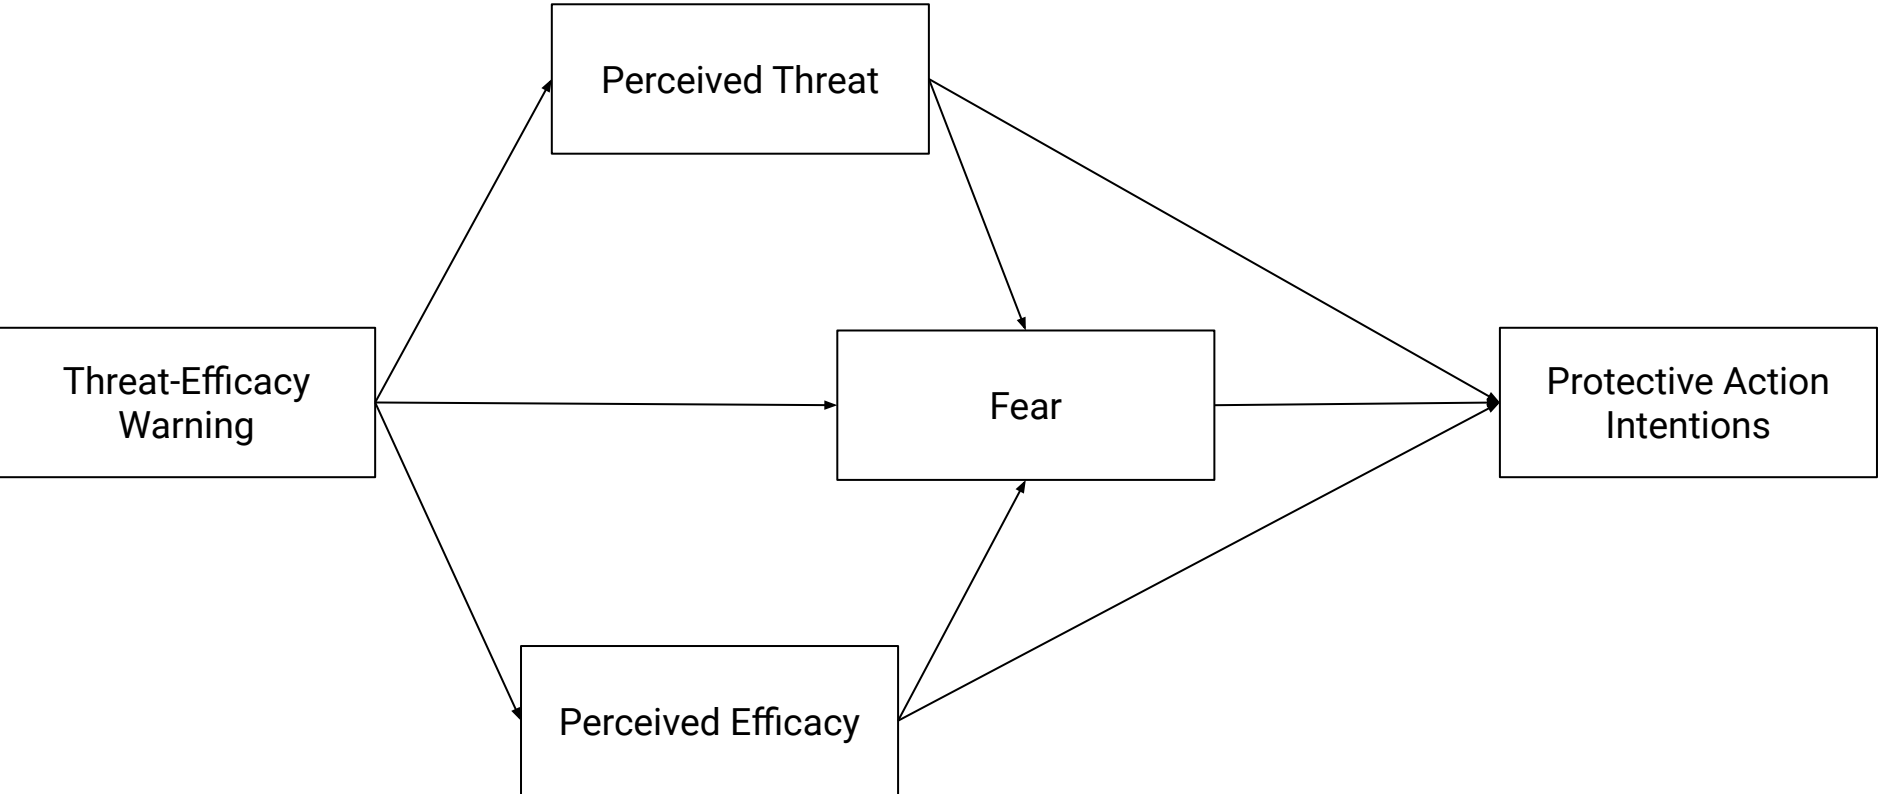 Perceived Threat
Threat-Efficacy
Warning
Fear
Protective Action
Intentions
Perceived Efficacy